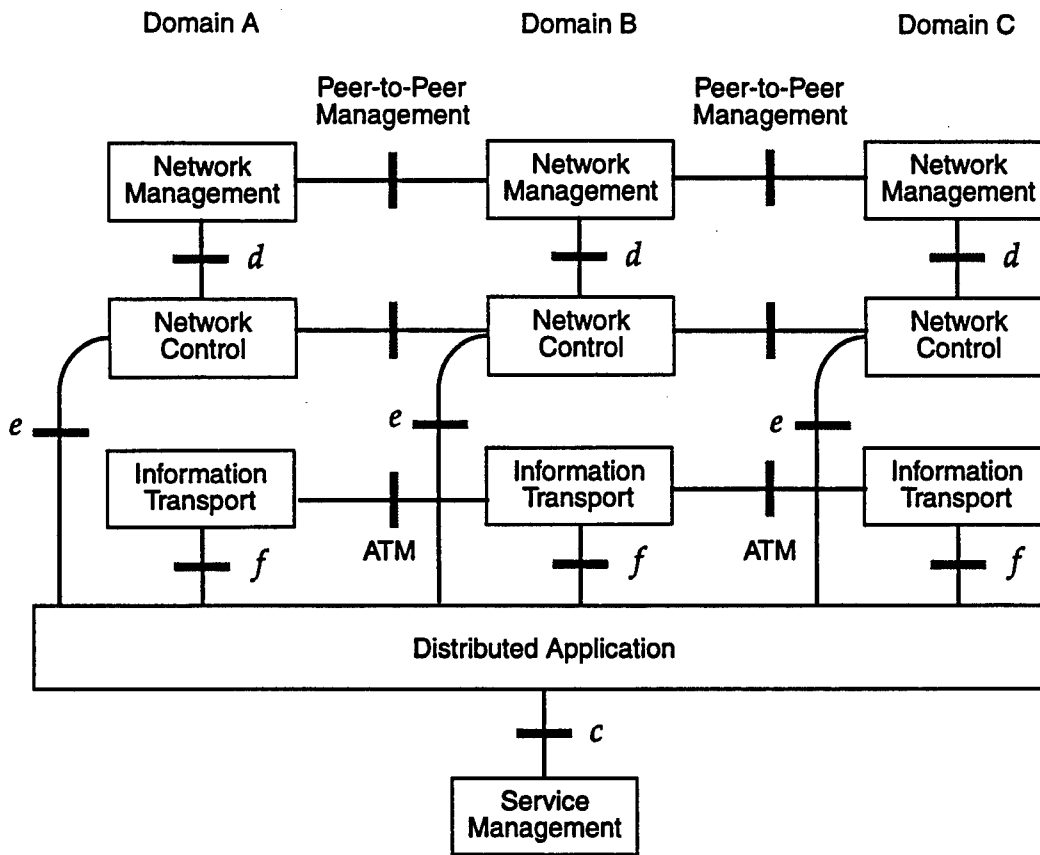 Domain A
Domain B
Domain C
Peer-to-Peer
Management
Peer-to-Peer
Management
Network
Management
Network
Management
Network
Management
d
d
d
Network
Control
Network
Control
Network
Control
e
e
e
Information
Transport
Information
Transport
Information
Transport
ATM
ATM
f
f
f
Distributed Application
c
Service
Management